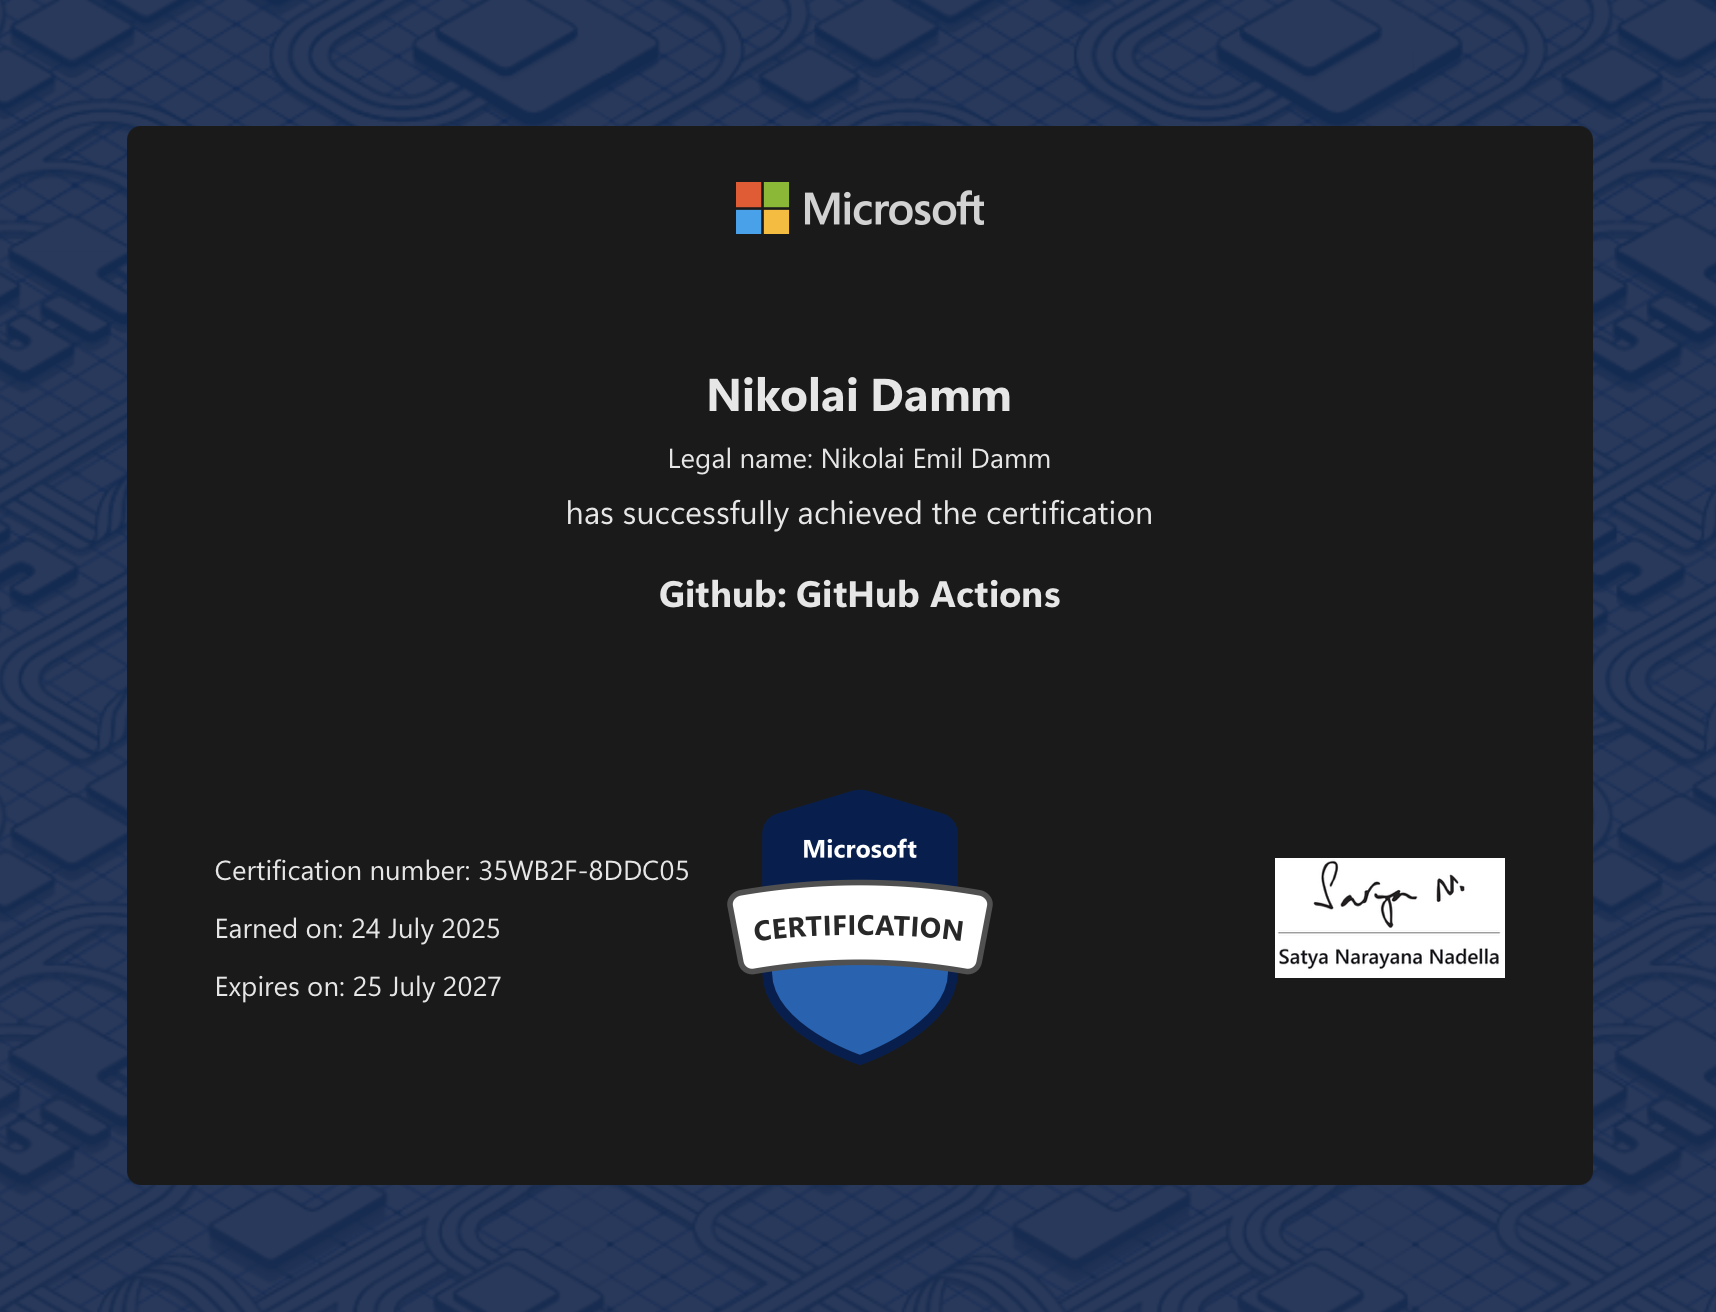 Microsoft
Nikolai Damm
Legal name: Nikolai Emil Damm
has successfully achieved the certification
Github: GitHub Actions
Certification number: 35WB2F-8DDC05
Earned on: 24 July 2025
Expires on: 25 July 2027
Microsoft
CERTIFICATION
Satya N.
Satya Narayana Nadella